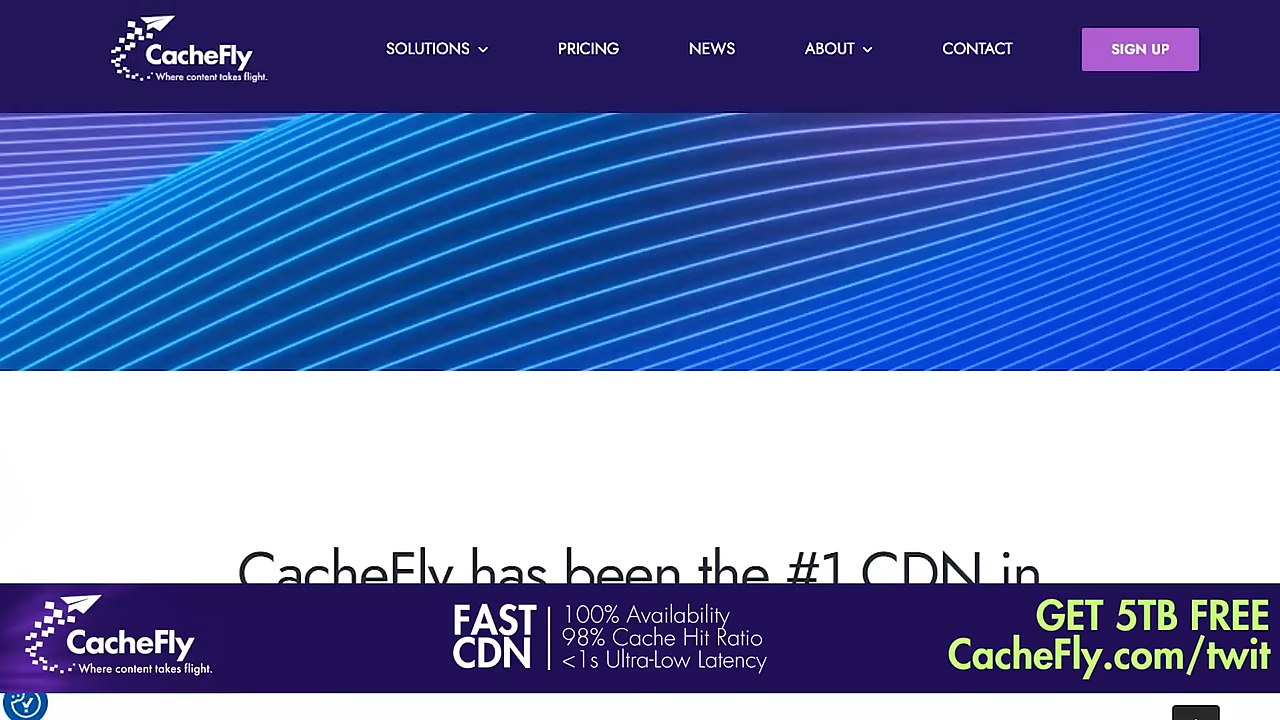 CacheFly
Where content takes flight.
SOLUTIONS
PRICING
NEWS
ABOUT
CONTACT
SIGN UP
CacheFly has been the #1 CDN in
CacheFly
Where content takes flight.
FAST
CDN
100% Availability
98% Cache Hit Ratio
<1s Ultra-Low Latency
GET 5TB FREE
CacheFly.com/twit